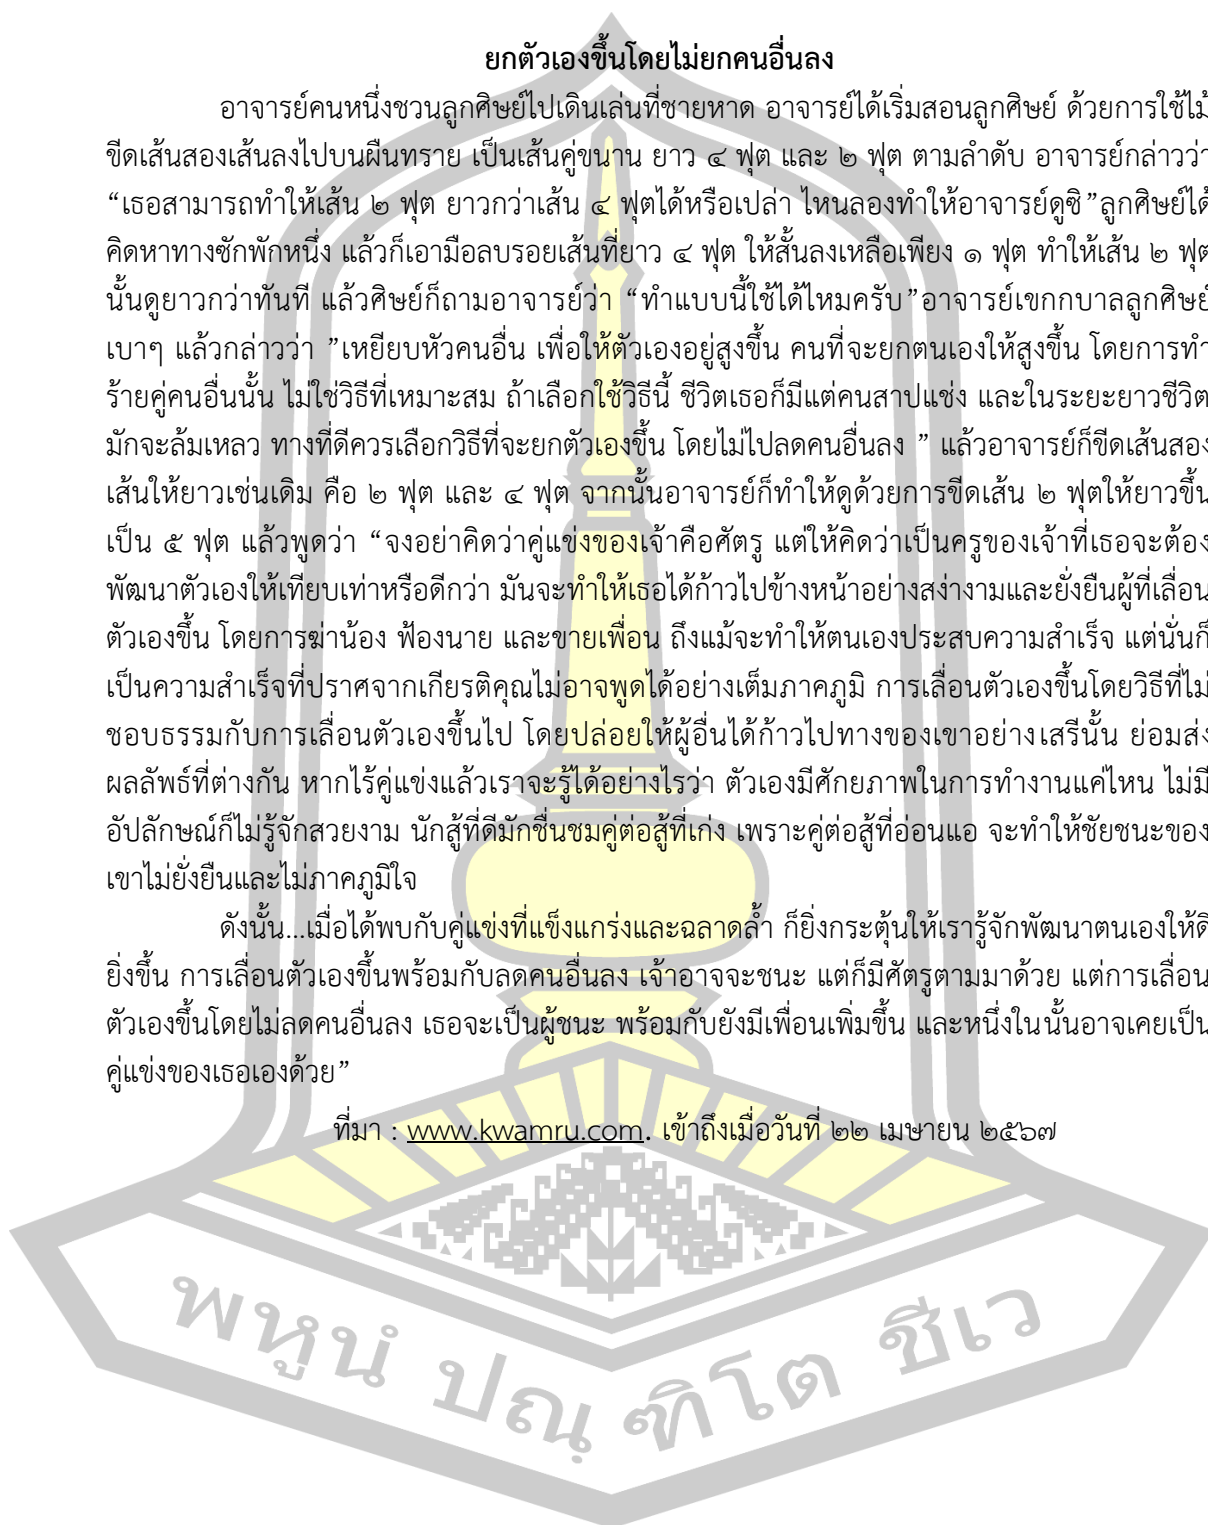 ยกตัวเองขึ้นโดยไม่ยกคนอื่นลง
อาจารย์คนหนึ่งชวนลูกศิษย์ไปเดินเล่นที่ชายหาด อาจารย์ได้เริ่มสอนลูกศิษย์ ด้วยการใช้ไม้
ขีดเส้นสองเส้นลงไปบนผืนทราย เป็นเส้นคู่ขนาน ยาว ๔ ฟุต และ ๒ ฟุต ตามลำดับ อาจารย์กล่าวว่า
“เธอสามารถทำให้เส้น ๒ ฟุต ยาวกว่าเส้น ๔ ฟุตได้หรือเปล่า ไหนลองทำให้อาจารย์ดูซิ”ลูกศิษย์ได้
คิดหาทางซักพักหนึ่ง แล้วก็เอามือลบรอยเส้นที่ยาว ๔ ฟุต ให้สั้นลงเหลือเพียง ๑ ฟุต ทำให้เส้น ๒ ฟุต
นั้นดูยาวกว่าทันที แล้วศิษย์ก็ถามอาจารย์ว่า “ทำแบบนี้ใช้ได้ไหมครับ”อาจารย์เขกกบาลลูกศิษย์
เบาๆ แล้วกล่าวว่า ”เหยียบหัวคนอื่น เพื่อให้ตัวเองอยู่สูงขึ้น คนที่จะยกตนเองให้สูงขึ้น โดยการทำ
ร้ายคู่คนอื่นนั้น ไม่ใช่วิธีที่เหมาะสม ถ้าเลือกใช้วิธีนี้ ชีวิตเธอก็มีแต่คนสาปแช่ง และในระยะยาวชีวิต
มักจะล้มเหลว ทางที่ดีควรเลือกวิธีที่จะยกตัวเองขึ้น โดยไม่ไปลดคนอื่นลง ” แล้วอาจารย์ก็ขีดเส้นสอง
เส้นให้ยาวเช่นเดิม คือ ๒ ฟุต และ ๔ ฟุต จากนั้นอาจารย์ก็ทำให้ดูด้วยการขีดเส้น ๒ ฟุตให้ยาวขึ้น
เป็น ๕ ฟุต แล้วพูดว่า “จงอย่าคิดว่าคู่แข่งของเจ้าคือศัตรู แต่ให้คิดว่าเป็นครูของเจ้าที่เธอจะต้อง
พัฒนาตัวเองให้เทียบเท่าหรือดีกว่า มันจะทำให้เธอได้ก้าวไปข้างหน้าอย่างสง่างามและยั่งยืนผู้ที่เลื่อน
ตัวเองขึ้น โดยการฆ่าน้อง ฟ้องนาย และขายเพื่อน ถึงแม้จะทำให้ตนเองประสบความสำเร็จ แต่นั่นก็
เป็นความสำเร็จที่ปราศจากเกียรติคุณไม่อาจพูดได้อย่างเต็มภาคภูมิ การเลื่อนตัวเองขึ้นโดยวิธีที่ไม่
ชอบธรรมกับการเลื่อนตัวเองขึ้นไป โดยปล่อยให้ผู้อื่นได้ก้าวไปทางของเขาอย่างเสรีนั้น ย่อมส่ง
ผลลัพธ์ที่ต่างกัน หากไร้คู่แข่งแล้วเราจะรู้ได้อย่างไรว่า ตัวเองมีศักยภาพในการทำงานแค่ไหน ไม่มี
อัปลักษณ์ก็ไม่รู้จักสวยงาม นักสู้ที่ดีมักชื่นชมคู่ต่อสู้ที่เก่ง เพราะคู่ต่อสู้ที่อ่อนแอ จะทำให้ชัยชนะของ
เขาไม่ยั่งยืนและไม่ภาคภูมิใจ
ดังนั้น...เมื่อได้พบกับคู่แข่งที่แข็งแกร่งและฉลาดล้ำ ก็ยิ่งกระตุ้นให้เรารู้จักพัฒนาตนเองให้ดี
ยิ่งขึ้น การเลื่อนตัวเองขึ้นพร้อมกับลดคนอื่นลง เจ้าอาจจะชนะ แต่ก็มีศัตรูตามมาด้วย แต่การเลื่อน
ตัวเองขึ้นโดยไม่ลดคนอื่นลง เธอจะเป็นผู้ชนะ พร้อมกับยังมีเพื่อนเพิ่มขึ้น และหนึ่งในนั้นอาจเคยเป็น
คู่แข่งของเธอเองด้วย”
ที่มา : www.kwamru.com. เข้าถึงเมื่อวันที่ ๒๒ เมษายน ๒๕๖๗
พหูนํ ปณฺฑิโต ชีเว